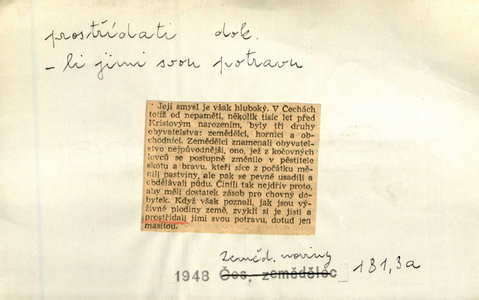 prostřídati dok.
– li jimi svou potravu
Její smysl je však hluboký. V Čechách
totiž od nepaměti, několik tisíc let před
Kristovým narozením, byly tři druhy
obyvatelstva: zemědělci, horníci a ob-
chodníci. Zemědělci znamenali obyvatel-
stvo nejpůvodnější, ono, jež z kočovných
lovců se postupně změnilo v pěstitele
skotu a bravu, kteří sice z počátku mě-
nili pastviny, ale pak se pevně usadili a
obdělávali půdu. Činili tak nejdřív proto,
aby měli dostatek zásob pro chovný do-
bytek. Když však poznali, jak jsou vý-
živné plodiny země, zvykli si je jísti a
prostřídali jimi svou potravu, dotud jen
masitou.
zeměd. noviny
1948 Čes. zemědělec 181,3a